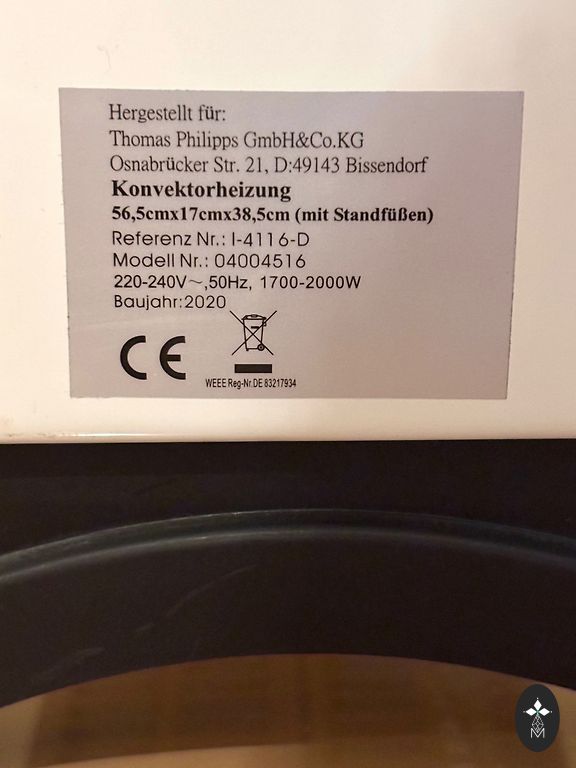 Hergestellt für:
Thomas Philipps GmbH&Co.KG
Osnabrücker Str. 21, D:49143 Bissendorf
Konvektorheizung
56,5cmx17cmx38,5cm (mit Standfüßen)
Referenz Nr.: I-4116-D
Modell Nr.: 04004516
220-240V～,50Hz, 1700-2000W
Baujahr:2020
CE
WEEE Reg-Nr.DE 83217934
M